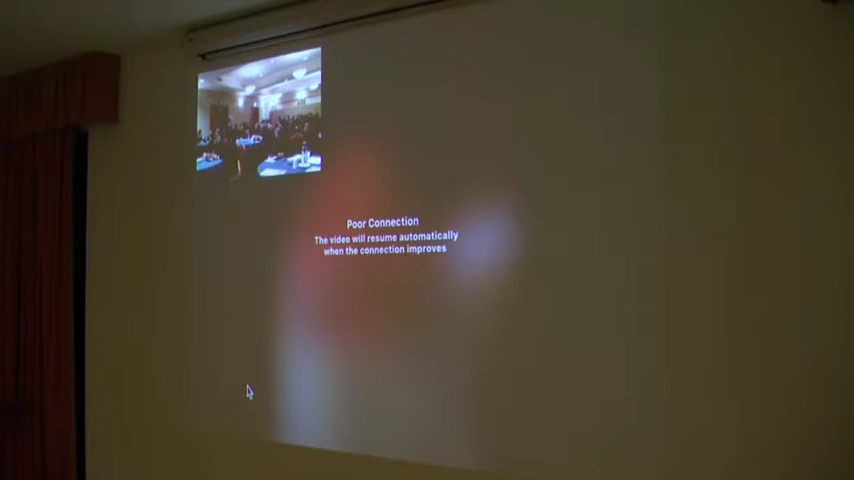 Poor Connection
The video will resume automatically
when the connection improves